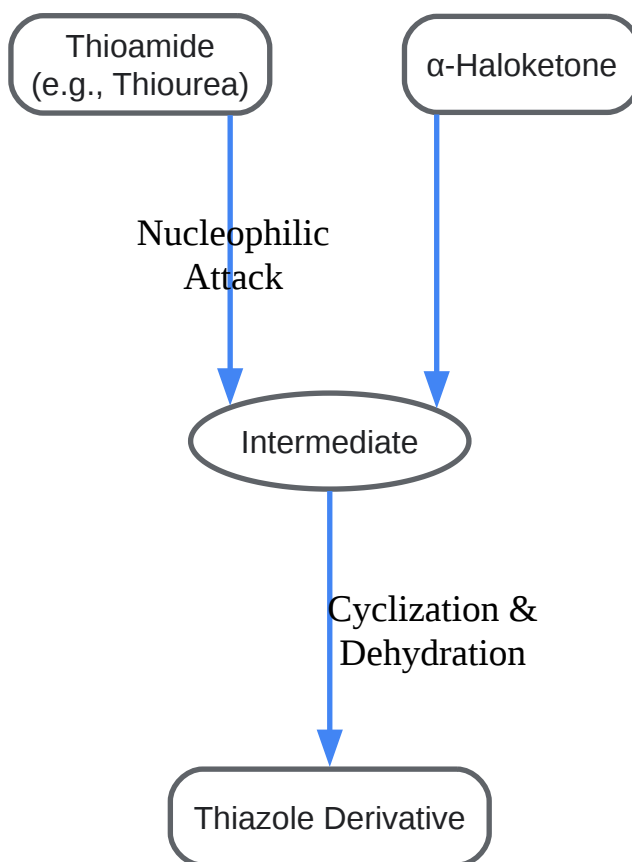 Thioamide
(e.g., Thiourea)
α-Haloketone
Nucleophilic
Attack
Intermediate
Cyclization &
Dehydration
Thiazole Derivative